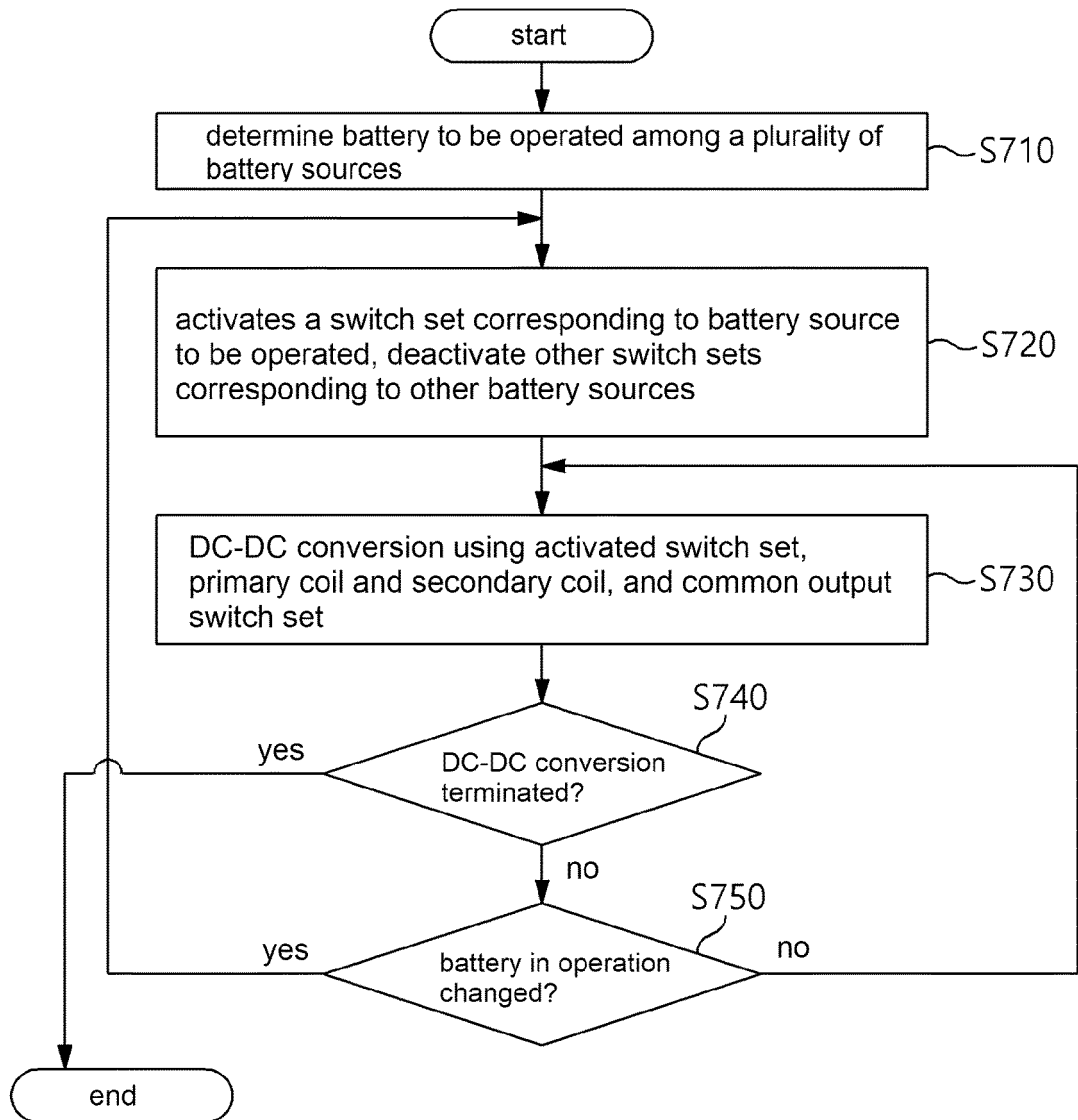 start
determine battery to be operated among a plurality of
battery sources
S710
activates a switch set corresponding to battery source
to be operated, deactivate other switch sets
corresponding to other battery sources
S720
DC-DC conversion using activated switch set,
primary coil and secondary coil, and common output
switch set
S730
S740
yes
DC-DC conversion
terminated?
no
S750
yes
battery in operation
changed?
no
end